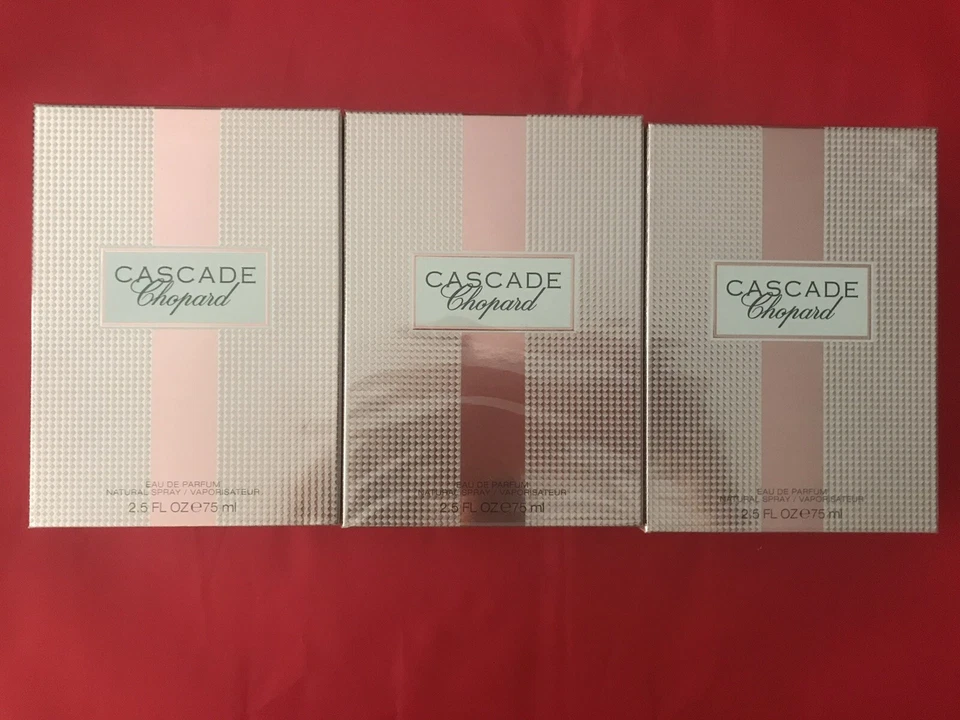 CASCADE
Chopard
EAU DE PARFUM
NATURAL SPRAY / VAPORISATEUR
2.5 FL OZ℮75 ml
CASCADE
Chopard
EAU DE PARFUM
NATURAL SPRAY / VAPORISATEUR
2.5 FL OZ℮75 ml
CASCADE
Chopard
EAU DE PARFUM
NATURAL SPRAY / VAPORISATEUR
2.5 FL OZ℮75 ml